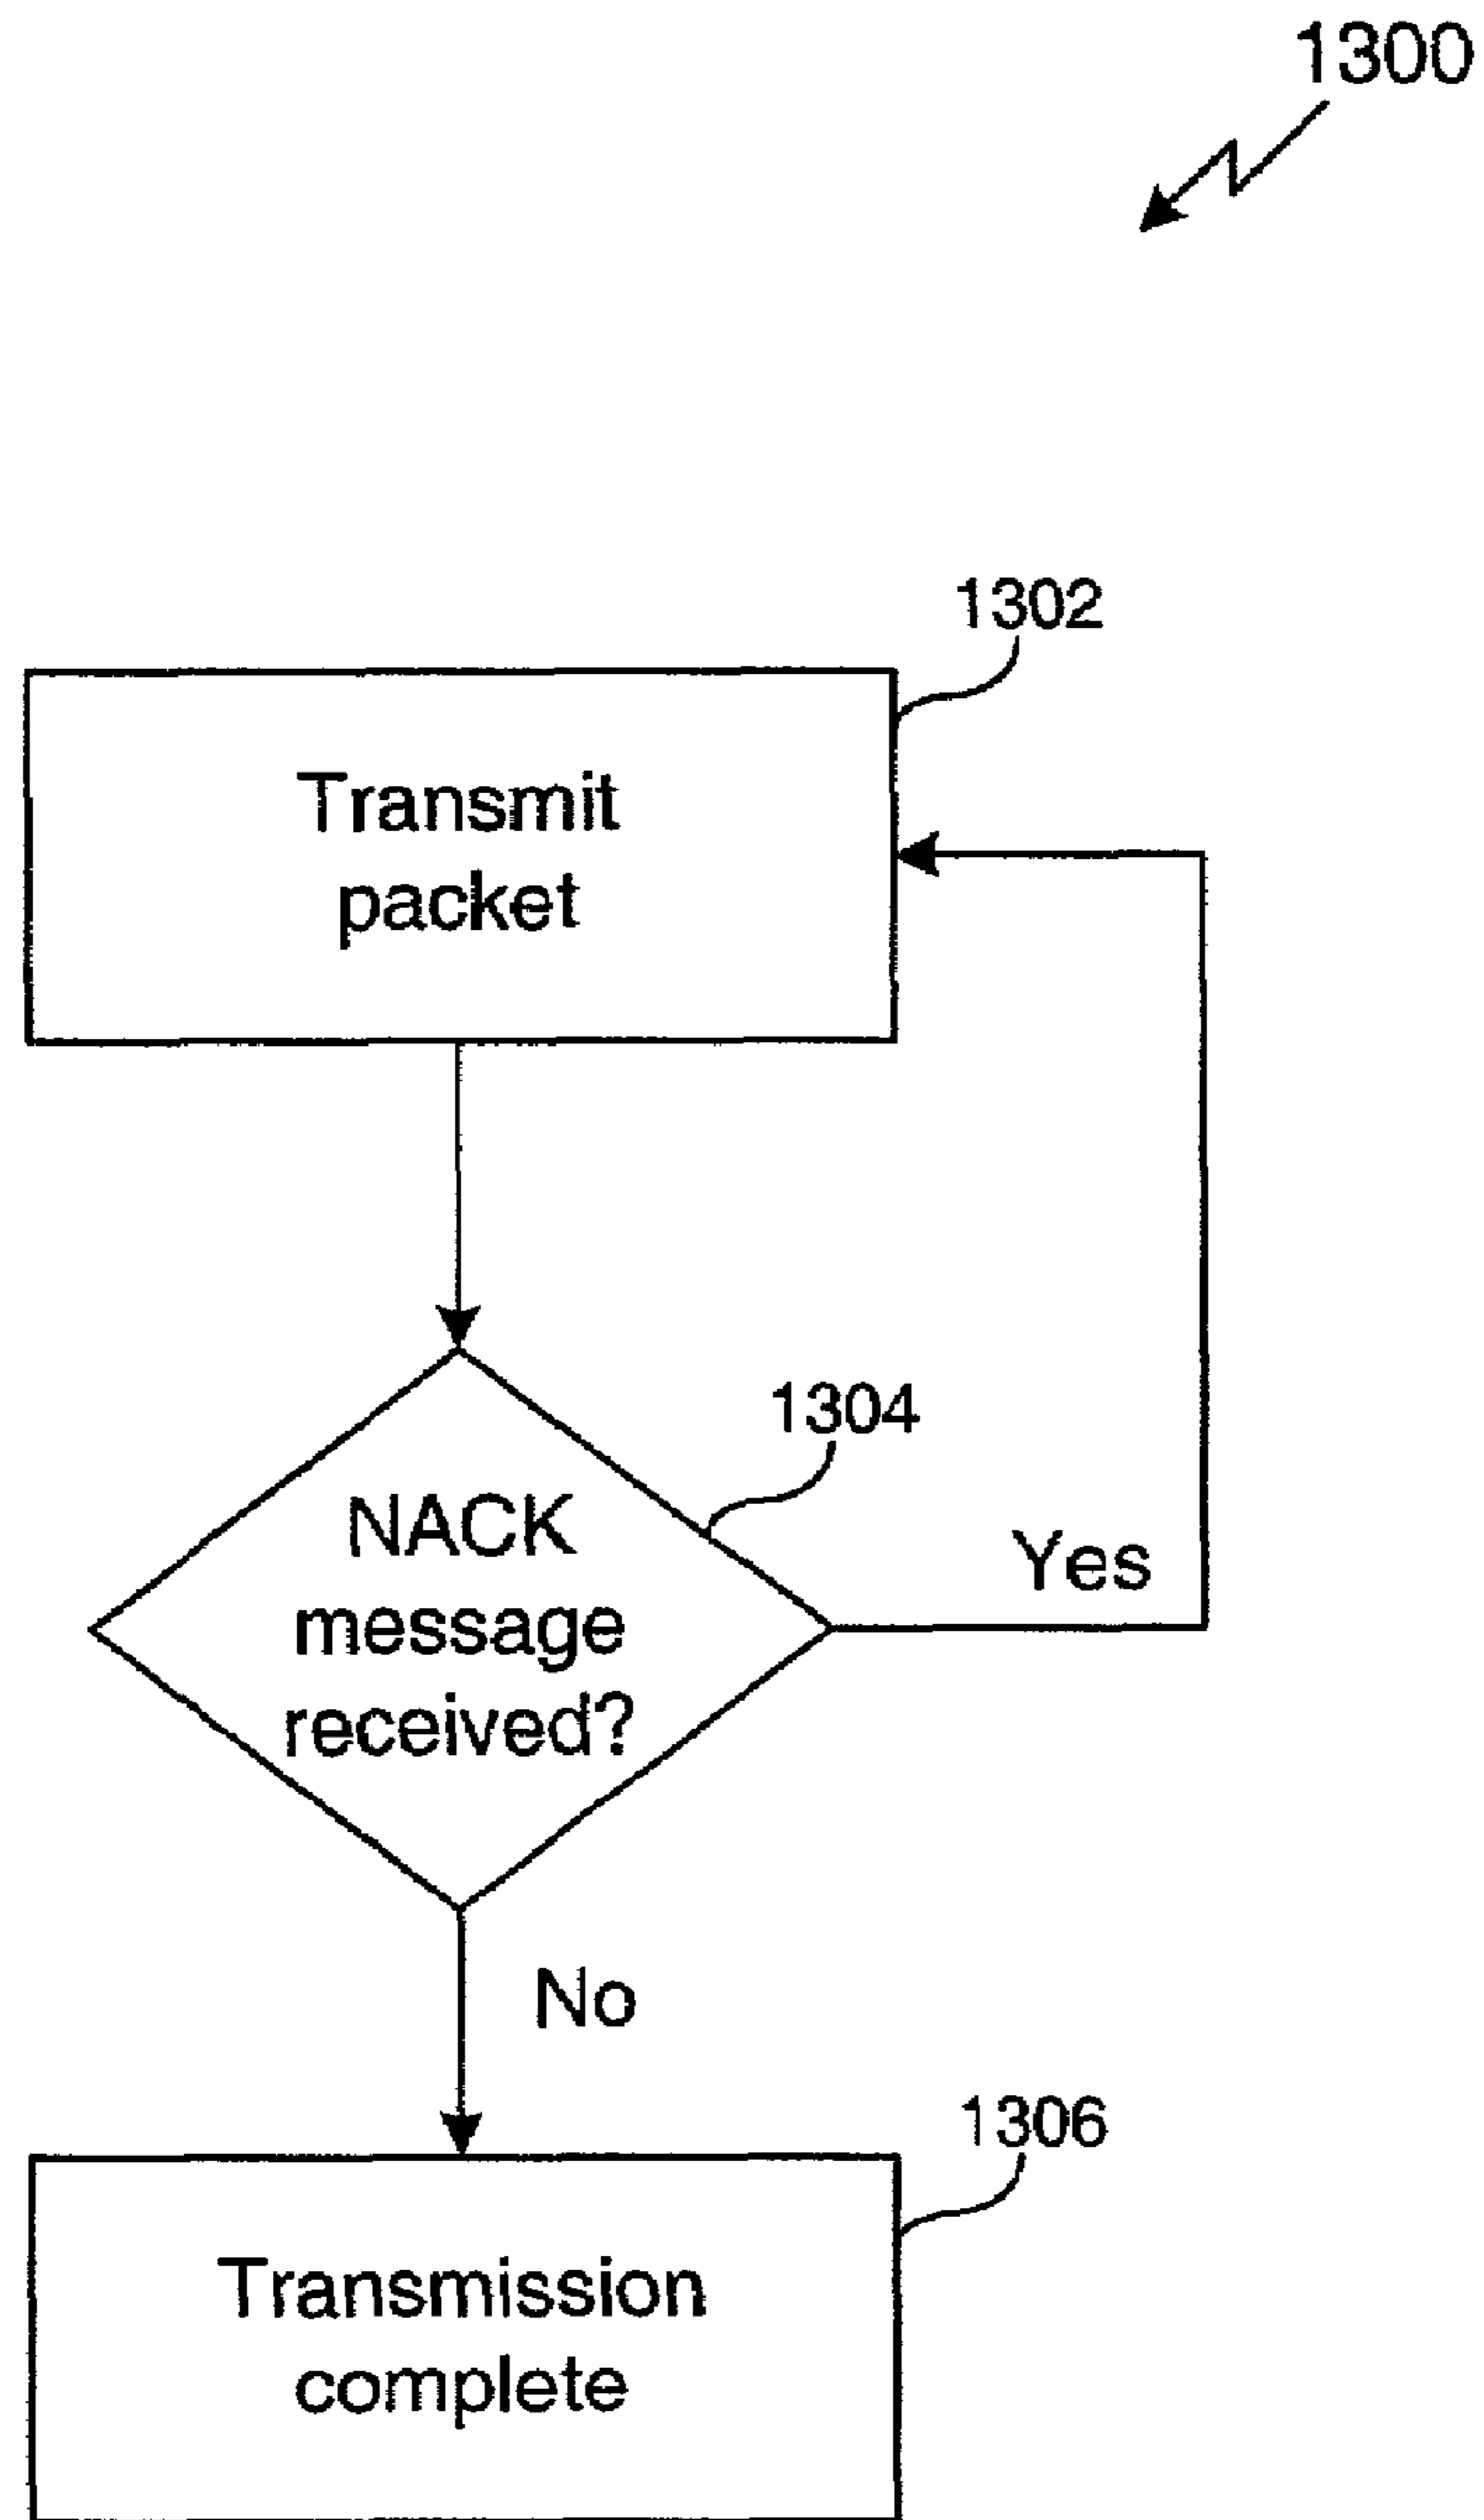 1300
1302
Transmit
packet
1304
NACK
message
received?
Yes
No
1306
Transmission
complete